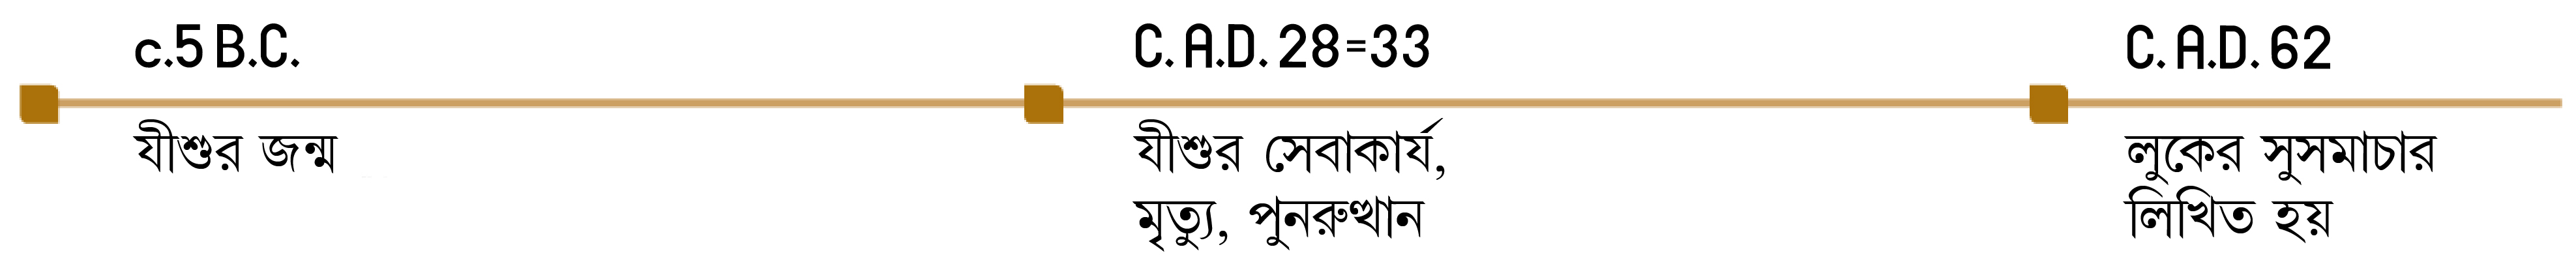 c.5 B.C.
যীশুর জন্ম
C. A.D. 28=33
যীশুর সেবাকার্য,
মৃত্যু, পুনরুত্থান
C. A.D. 62
লুকের সুসমাচার
লিখিত হয়